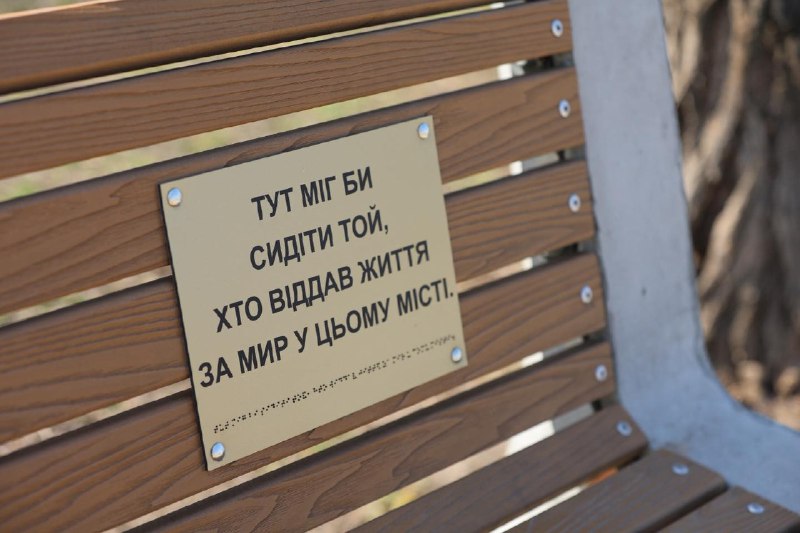 ТУТ МІГ БИ
СИДІТИ ТОЙ,
ХТО ВІДДАВ ЖИТТЯ
ЗА МИР У ЦЬОМУ МІСТІ.